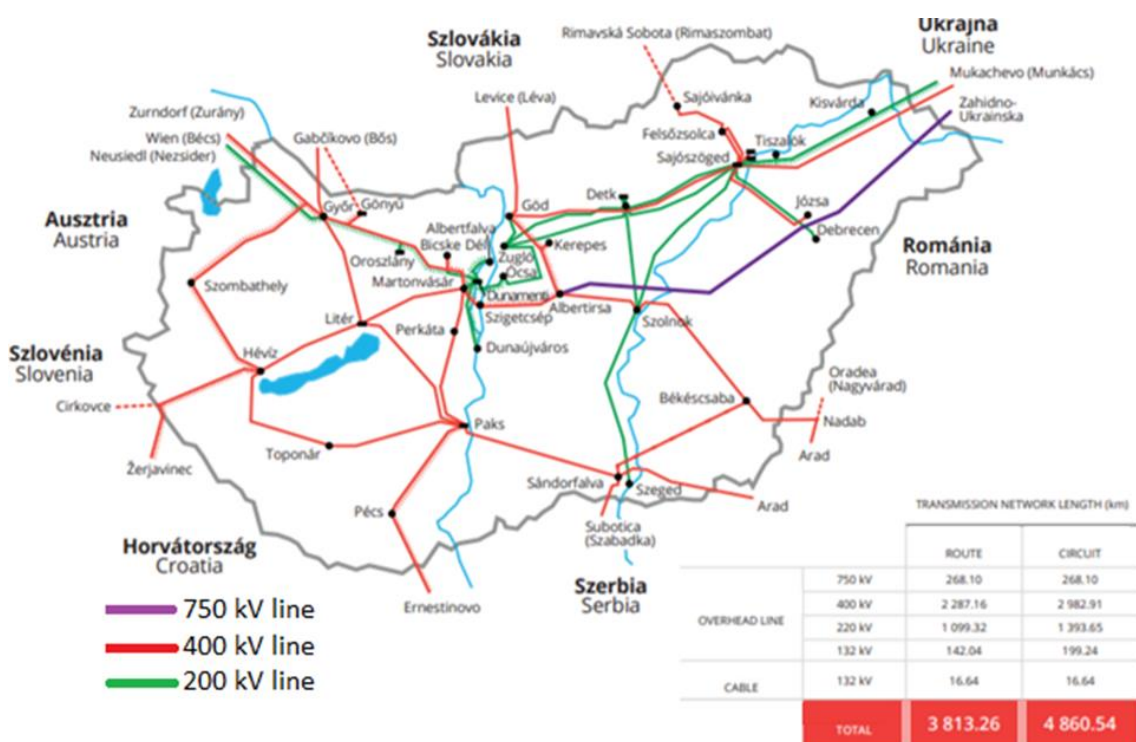 Ukrajna
Ukraine
Szlovákia
Slovakia
Rimavská Sobota (Rimaszombat)
Mukachevo (Munkács)
Levice (Léva)
Sajóivánka
Kisvárda
Zahidno-
Ukrainska
Zurndorf (Zurány)
Wien (Bécs)
Neusiedl (Nezsider)
Gabčíkovo (Bős)
Felsőzsolca
Tiszalök
Sajószöged
Ausztria
Austria
Győr
Gönyű
Göd
Detk
Józsa
Debrecen
Románia
Romania
Albertfalva
Bicske Dél
Zugló
Kerepes
Oroszlány
Ócsa
Martonvásár
Dunamenti
Albertirsa
Szombathely
Szigetcsép
Szolnok
Litér
Perkáta
Dunaújváros
Szlovénia
Slovenia
Hévíz
Oradea
(Nagyvárad)
Cirkovce
Békéscsaba
Nadab
Paks
Toponár
Arad
Žerjavinec
Sándorfalva
Szeged
Arad
Pécs
Subotica
(Szabadka)
Horvátország
Croatia
Szerbia
Serbia
Ernestinovo
750 kV line
400 kV line
200 kV line
TRANSMISSION NETWORK LENGTH (km)
ROUTE CIRCUIT
OVERHEAD LINE
750 kV 268.10 268.10
400 kV 2 287.16 2 982.91
220 kV 1 099.32 1 393.65
132 kV 142.04 199.24
CABLE 132 kV 16.64 16.64
TOTAL 3 813.26 4 860.54